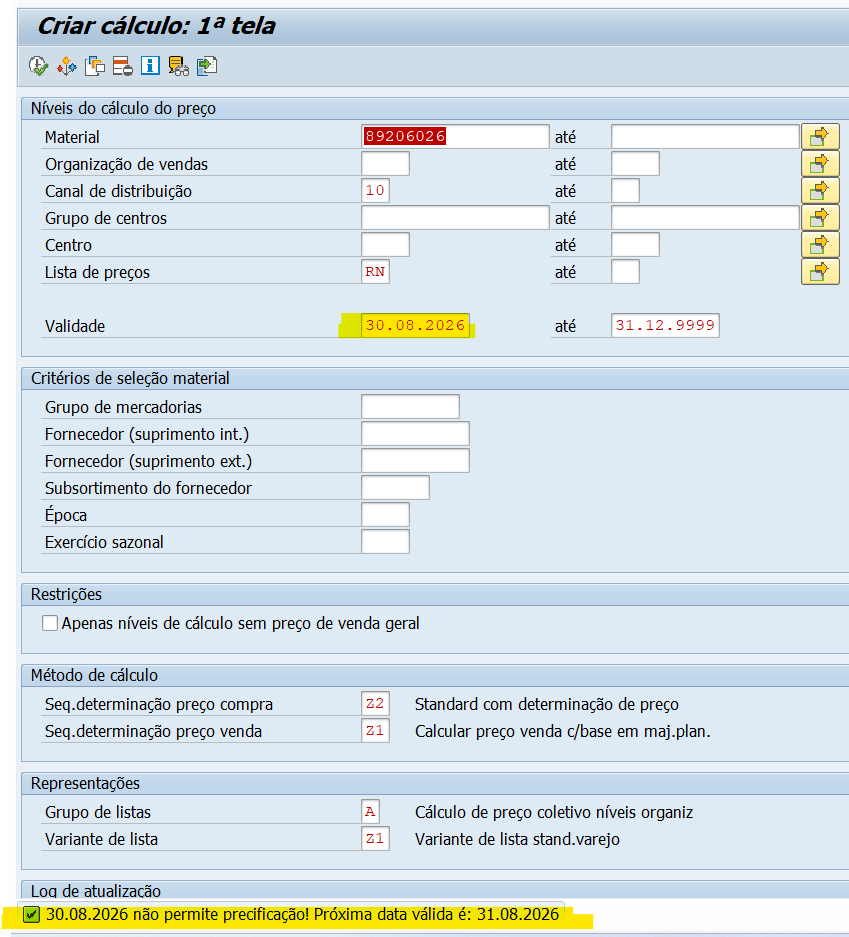 Criar cálculo: 1ª tela
Níveis do cálculo do preço
Material 89206026 até
Organização de vendas até
Canal de distribuição 10 até
Grupo de centros até
Centro até
Lista de preços RN até
Validade 30.08.2026 até 31.12.9999
Critérios de seleção material
Grupo de mercadorias
Fornecedor (suprimento int.)
Fornecedor (suprimento ext.)
Subsortimento do fornecedor
Época
Exercício sazonal
Restrições
Apenas níveis de cálculo sem preço de venda geral
Método de cálculo
Seq.determinação preço compra Z2 Standard com determinação de preço
Seq.determinação preço venda Z1 Calcular preço venda c/base em maj.plan.
Representações
Grupo de listas A Cálculo de preço coletivo níveis organiz
Variante de lista Z1 Variante de lista stand.varejo
Log de atualização
30.08.2026 não permite precificação! Próxima data válida é: 31.08.2026